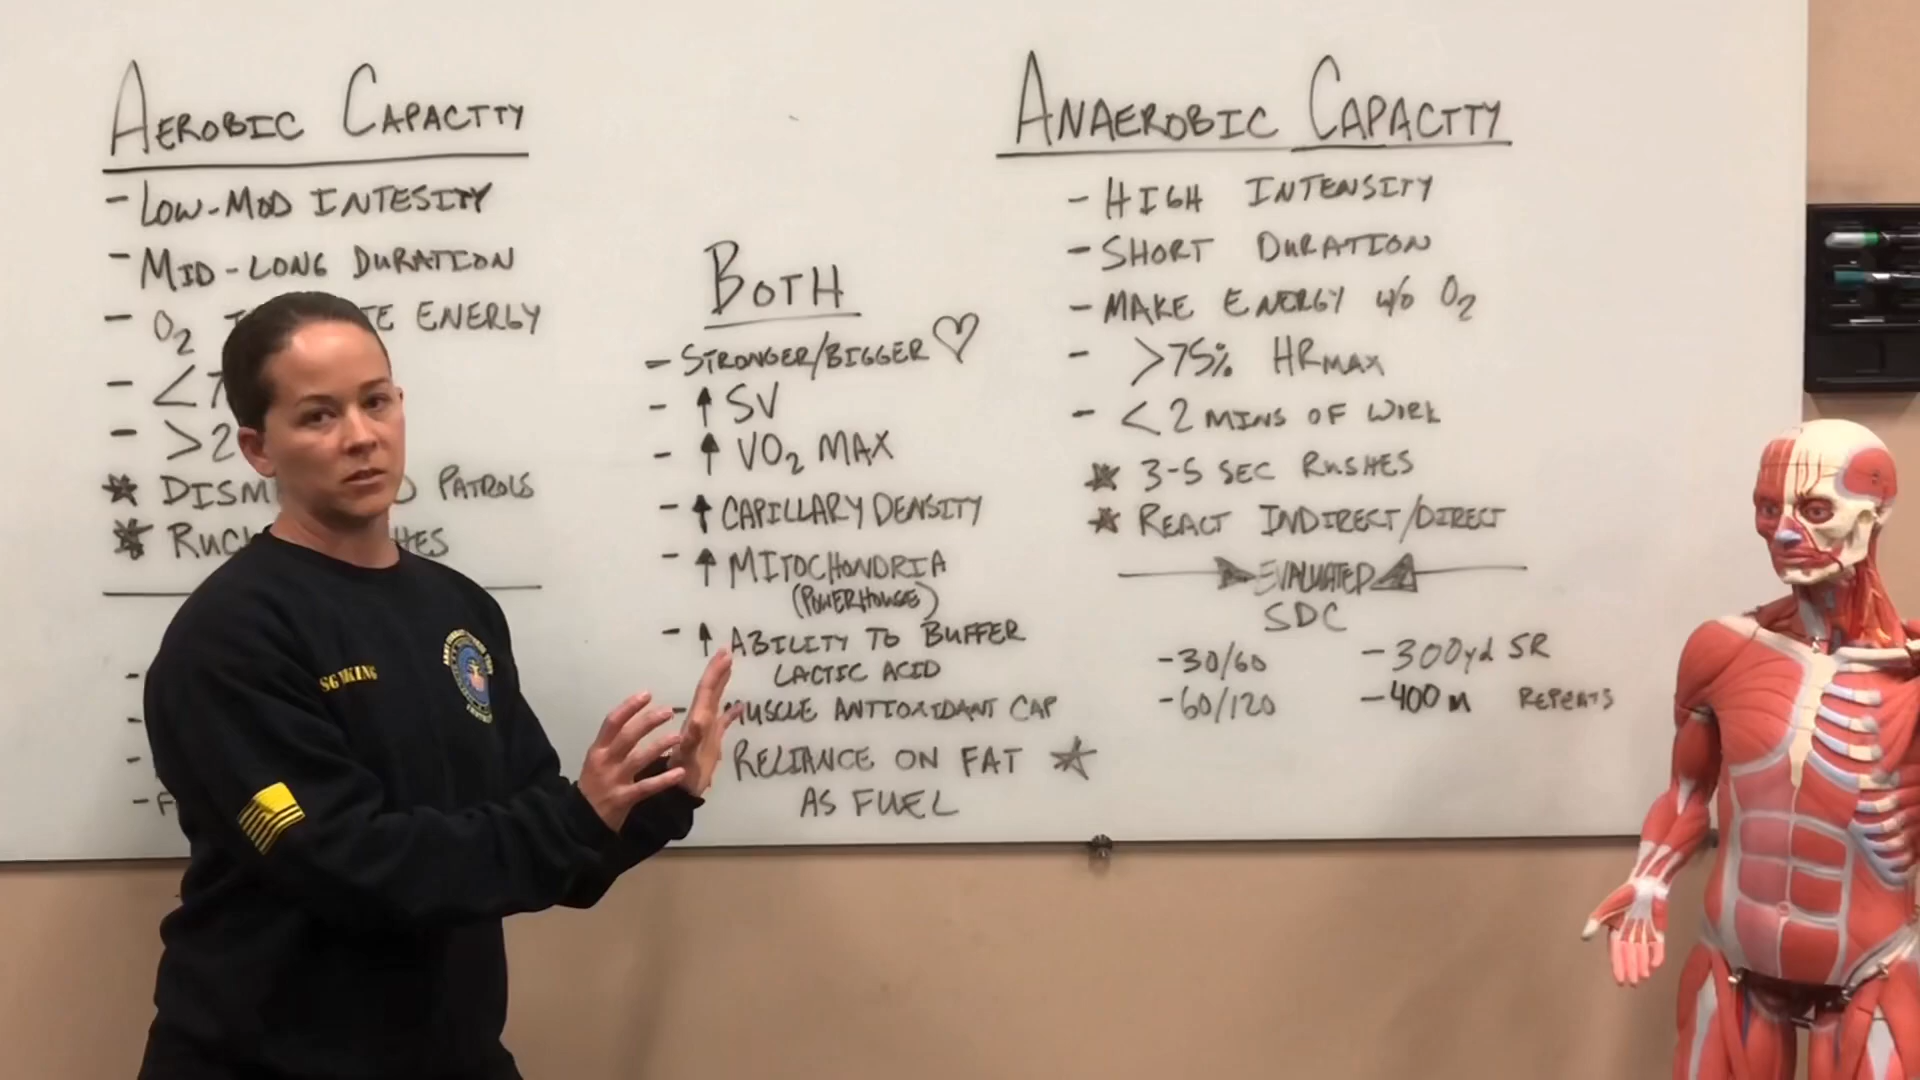 AEROBIC CAPACITY
- LOW-MOD INTESITY
- MID-LONG DURATION
- O2 ENERGY
- <
- >2
★ PATROLS
★
BOTH
- STRONGER/BIGGER ♡
- ↑ SV
- ↑ VO2 MAX
- ↑ CAPILLARY DENSITY
- ↑ MITOCHONDRIA
(POWERHOUSE)
- ↑ ABILITY TO BUFFER
LACTIC ACID
- MUSCLE ANTIOXIDANT CAP
RELIANCE ON FAT ★
AS FUEL
ANAEROBIC CAPACITY
- HIGH INTENSITY
- SHORT DURATION
- MAKE ENERGY w/o O2
- >75% HRMAX
- <2 MINS OF WORK
★ 3-5 SEC RUSHES
★ REACT INDIRECT/DIRECT
EVALUATED
SDC
-30/60
-60/120
-300yd SR
-400m REPEATS